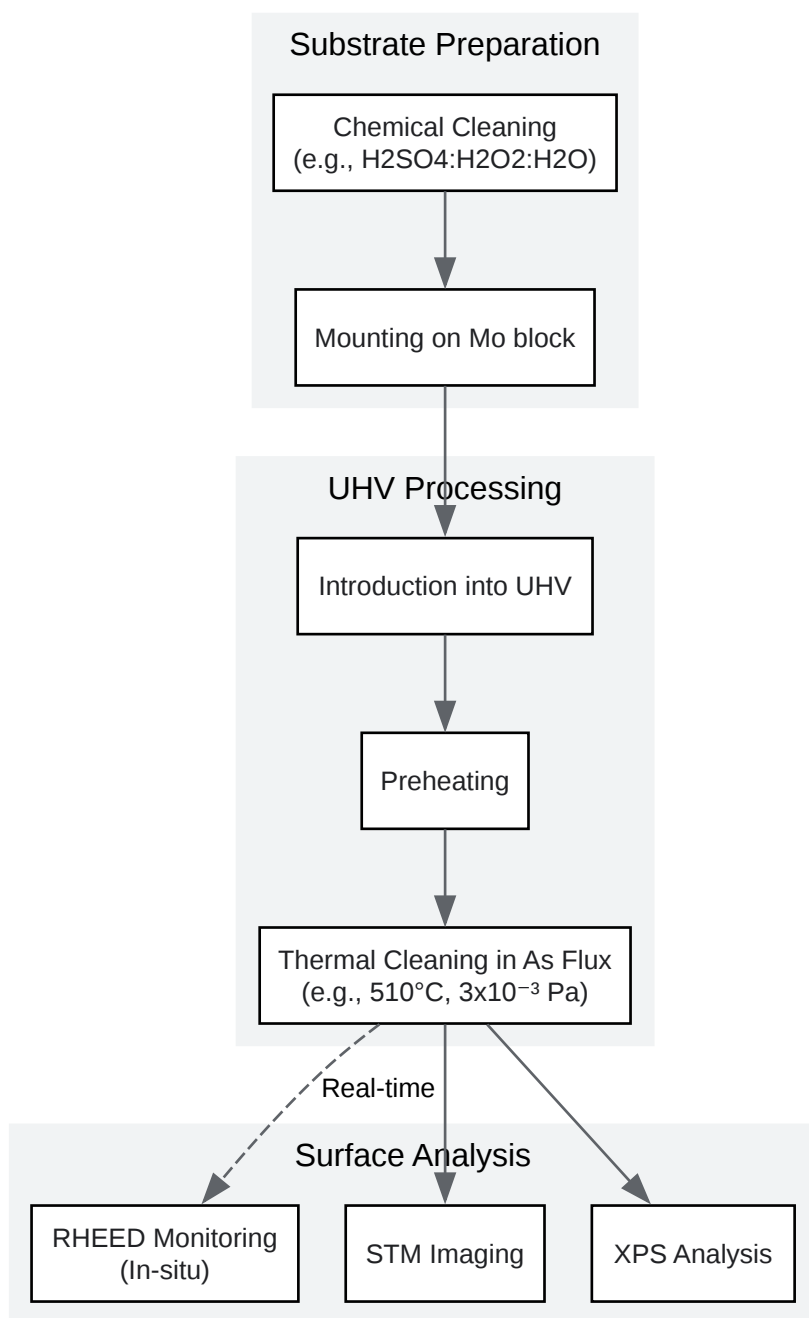 Substrate Preparation
Chemical Cleaning
(e.g., H2SO4:H2O2:H2O)
Mounting on Mo block
UHV Processing
Introduction into UHV
Preheating
Thermal Cleaning in As Flux
(e.g., 510°C, 3x10⁻³ Pa)
Real-time
Surface Analysis
RHEED Monitoring
(In-situ)
STM Imaging
XPS Analysis